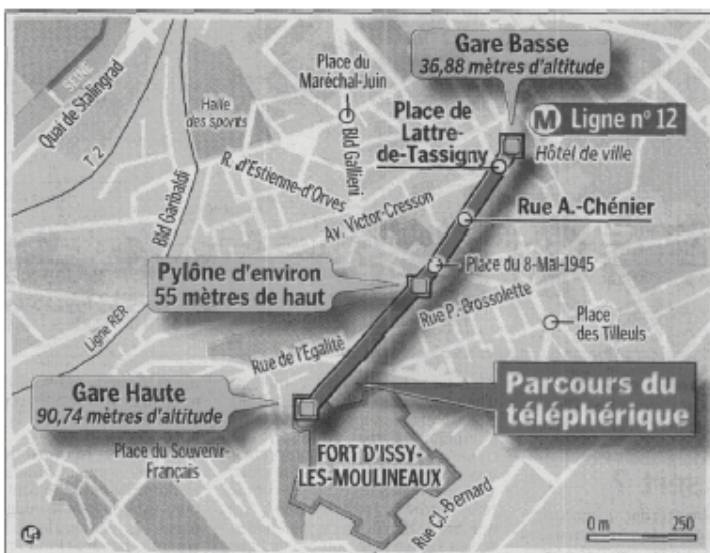 Gare Basse
36,88 mètres d'altitude
Place du
Maréchal-Juin
SEINE
Quai de Stalingrad
Halle
des sports
Place de
Lattre-
de-Tassigny
M Ligne n° 12
Hôtel de ville
Bld Gallieni
T 2
R. d'Estienne-d'Orves
Bld Garibaldi
Av. Victor-Cresson
Rue A.-Chénier
Pylône d'environ
55 mètres de haut
Place du 8-Mai-1945
Rue P.-Brossolette
Ligne RER
Place
des Tilleuls
Rue de l'Egalité
Gare Haute
90,74 mètres d'altitude
Parcours du
téléphérique
Place du Souvenir-
Français
FORT D'ISSY-
LES-MOULINEAUX
Rue Cl.-Bernard
0 m 250